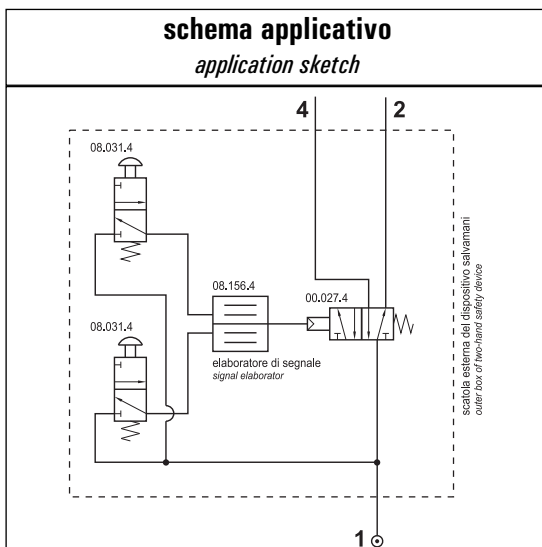 schema applicativo
application sketch
4
2
08.031.4
08.156.4
00.027.4
08.031.4
elaboratore di segnale
signal elaborator
scatola esterna del dispositivo salvamani
outer box of two-hand safety device
1